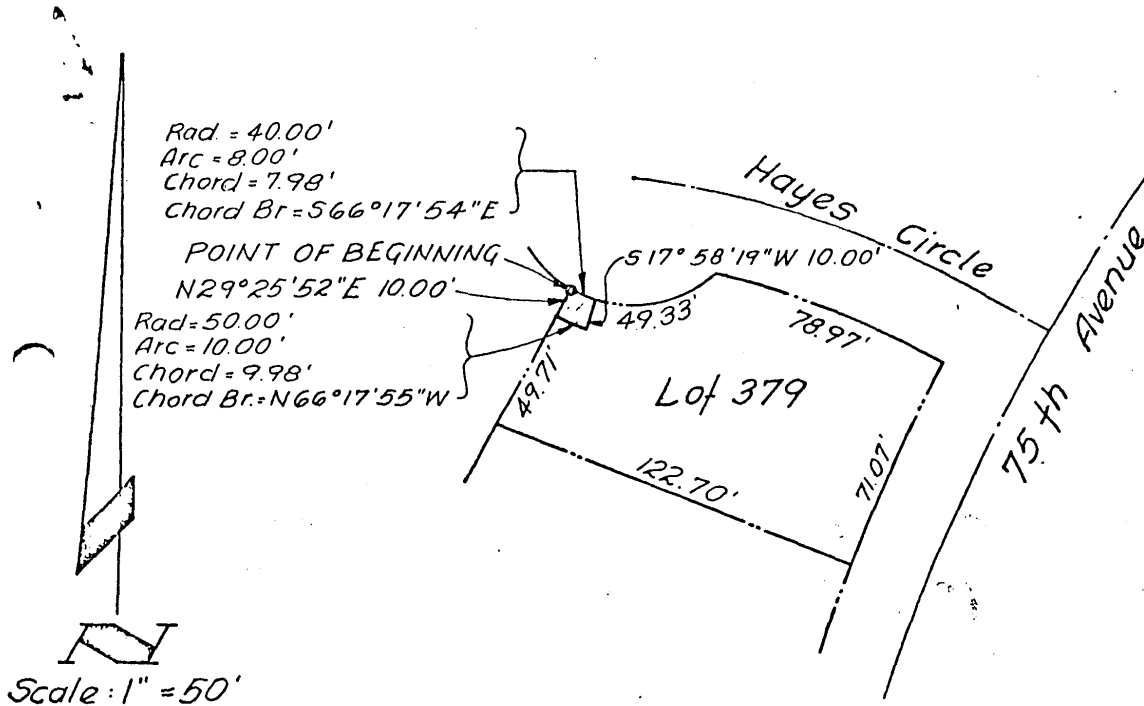 Rad. = 40.00'
Arc = 8.00'
Chord = 7.98'
Chord Br = S66°17'54"E
POINT OF BEGINNING
N29°25'52"E 10.00'
Rad = 50.00'
Arc = 10.00'
Chord = 9.98'
Chord Br. = N66°17'55"W
Hayes Circle
S17°58'19"W 10.00'
49.33'
78.97'
75th Avenue
49.71'
Lot 379
71.07'
122.70'
N
Scale: 1" = 50'